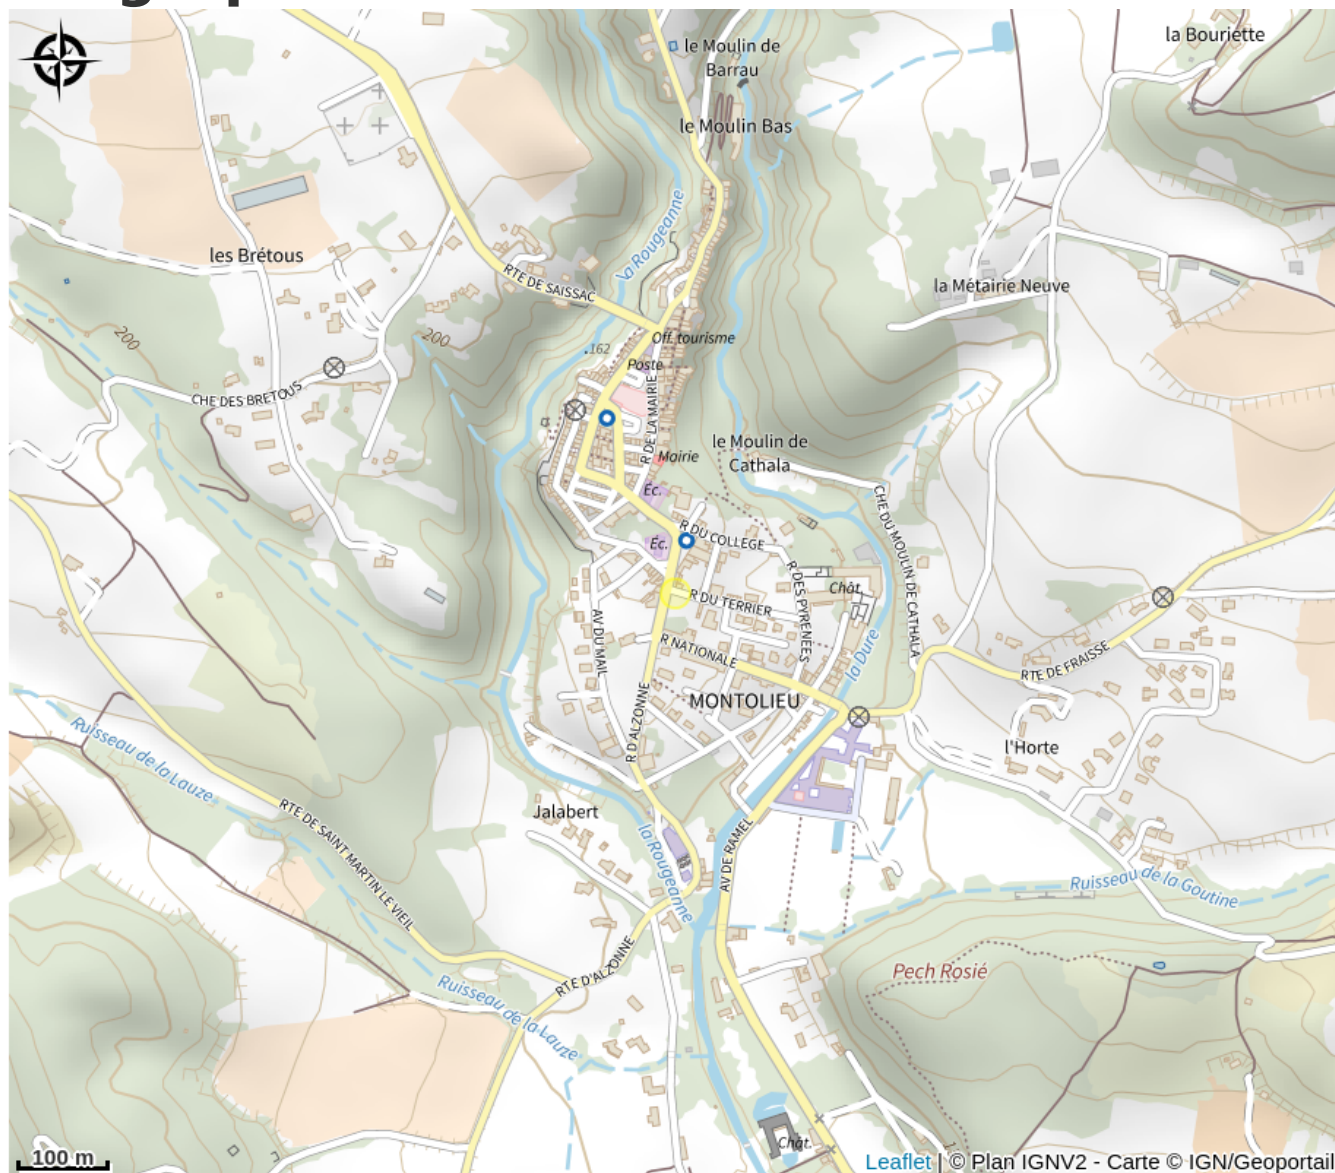 la Bouriette
le Moulin de
Barrau
le Moulin Bas
la Rougeanne
les Brétous
RTE DE SAISSAC
la Métairie Neuve
200
200
.162
Off. tourisme
Poste
CHE DES BRETOUS
R DE LA MAIRIE
Mairie
le Moulin de
Cathala
Éc.
Éc.
R DU COLLEGE
CHE DU MOULIN DE CATHALA
R DES PYRENEES
Chât.
R DU TERRIER
AV DU MAIL
R NATIONALE
la Dure
RTE DE FRAISSE
MONTOLIEU
R D'ALZONNE
l'Horte
Ruisseau de la Lauze
RTE DE SAINT MARTIN LE VIEIL
Jalabert
la Rougeanne
AV DE RAMEL
Ruisseau de la Goutine
Pech Rosié
RTE D'ALZONNE
Ruisseau de la Lauze
Chât.
100 m
Leaflet | © Plan IGNV2 - Carte © IGN/Geoportail